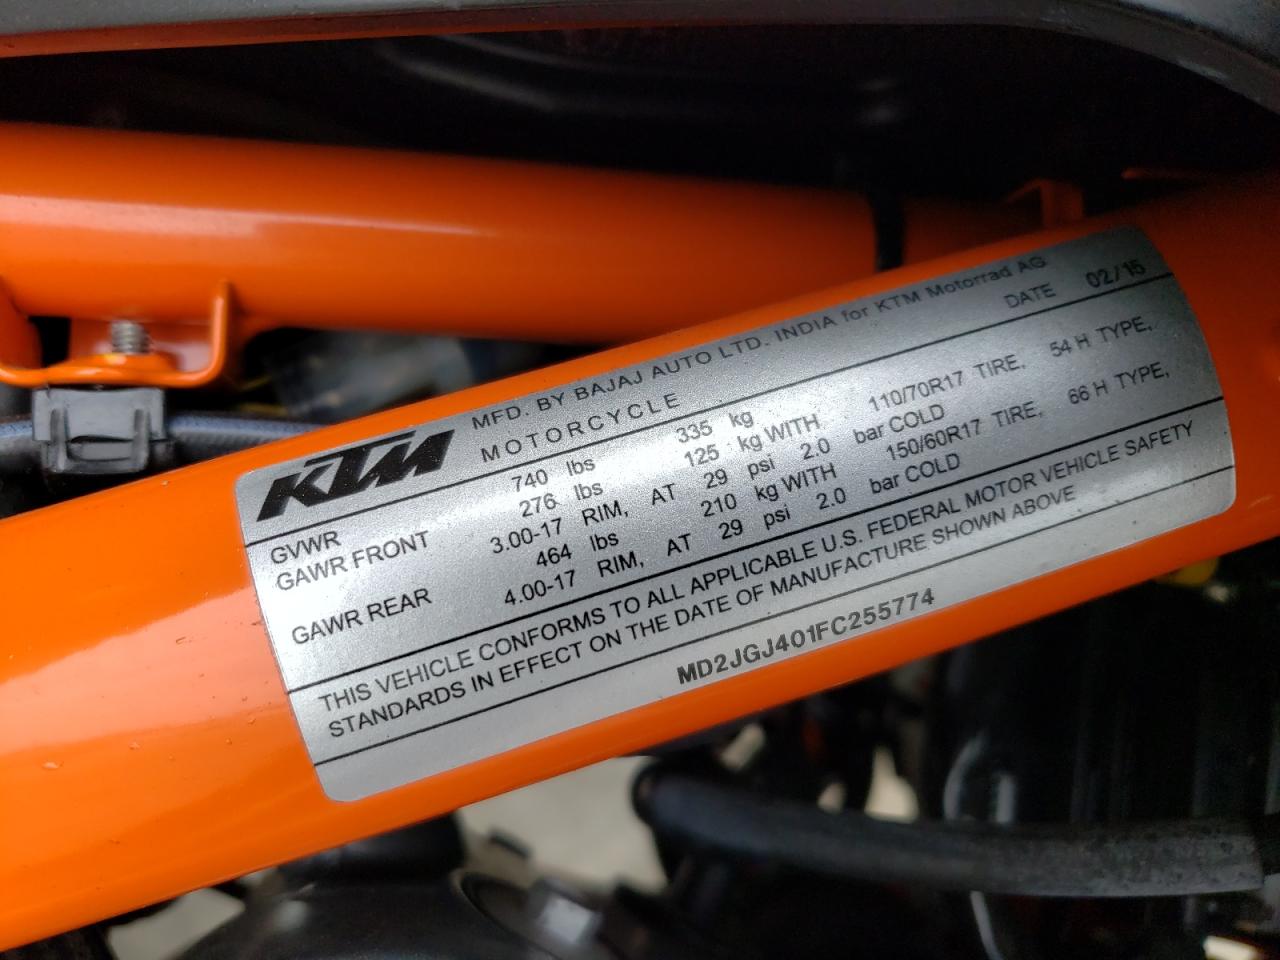 KTM MFD. BY BAJAJ AUTO LTD. INDIA for KTM Motorrad AG
MOTORCYCLE DATE 02/15
GVWR 740 lbs 335 kg
GAWR FRONT 276 lbs 125 kg WITH 110/70R17 TIRE, 54 H TYPE,
3.00-17 RIM, AT 29 psi 2.0 bar COLD
GAWR REAR 464 lbs 210 kg WITH 150/60R17 TIRE, 66 H TYPE,
4.00-17 RIM, AT 29 psi 2.0 bar COLD
THIS VEHICLE CONFORMS TO ALL APPLICABLE U.S. FEDERAL MOTOR VEHICLE SAFETY
STANDARDS IN EFFECT ON THE DATE OF MANUFACTURE SHOWN ABOVE
MD2JGJ401FC255774